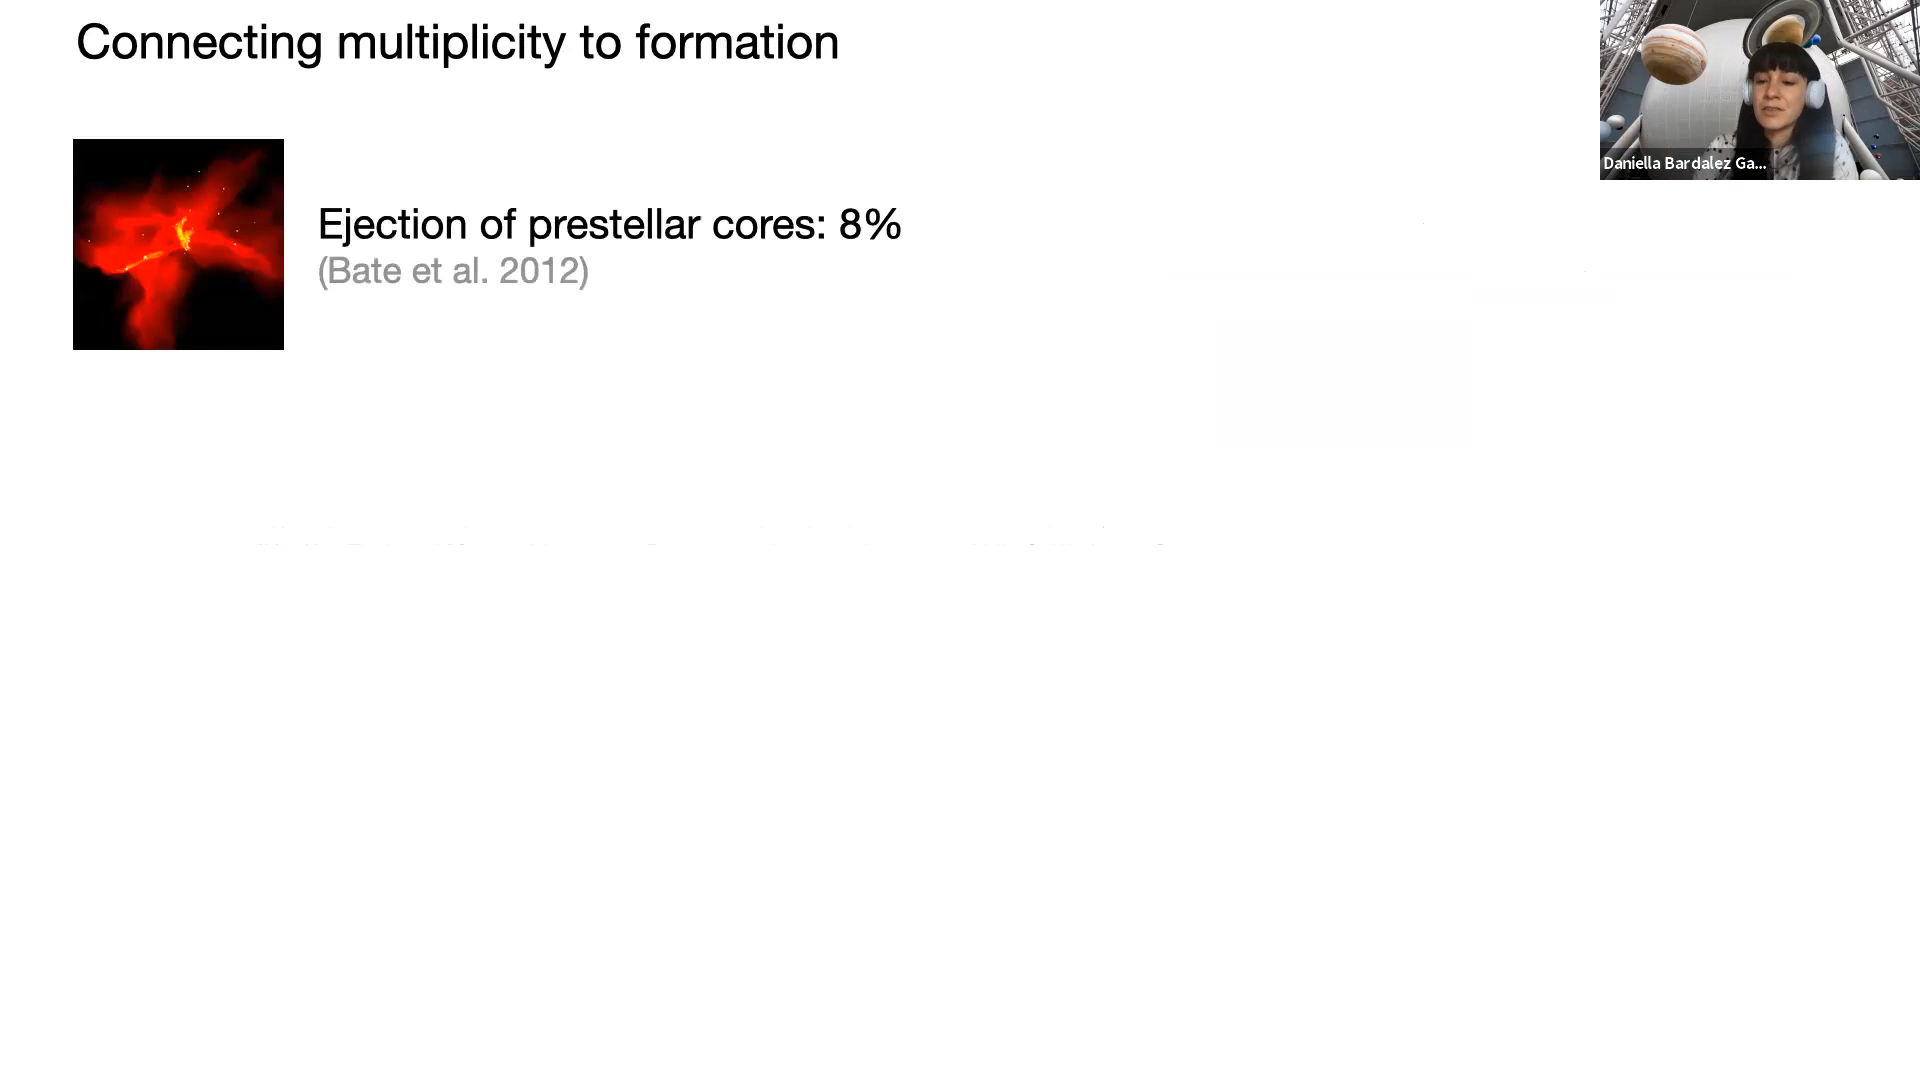 Connecting multiplicity to formation
Daniella Bardalez Ga...
Ejection of prestellar cores: 8%
(Bate et al. 2012)